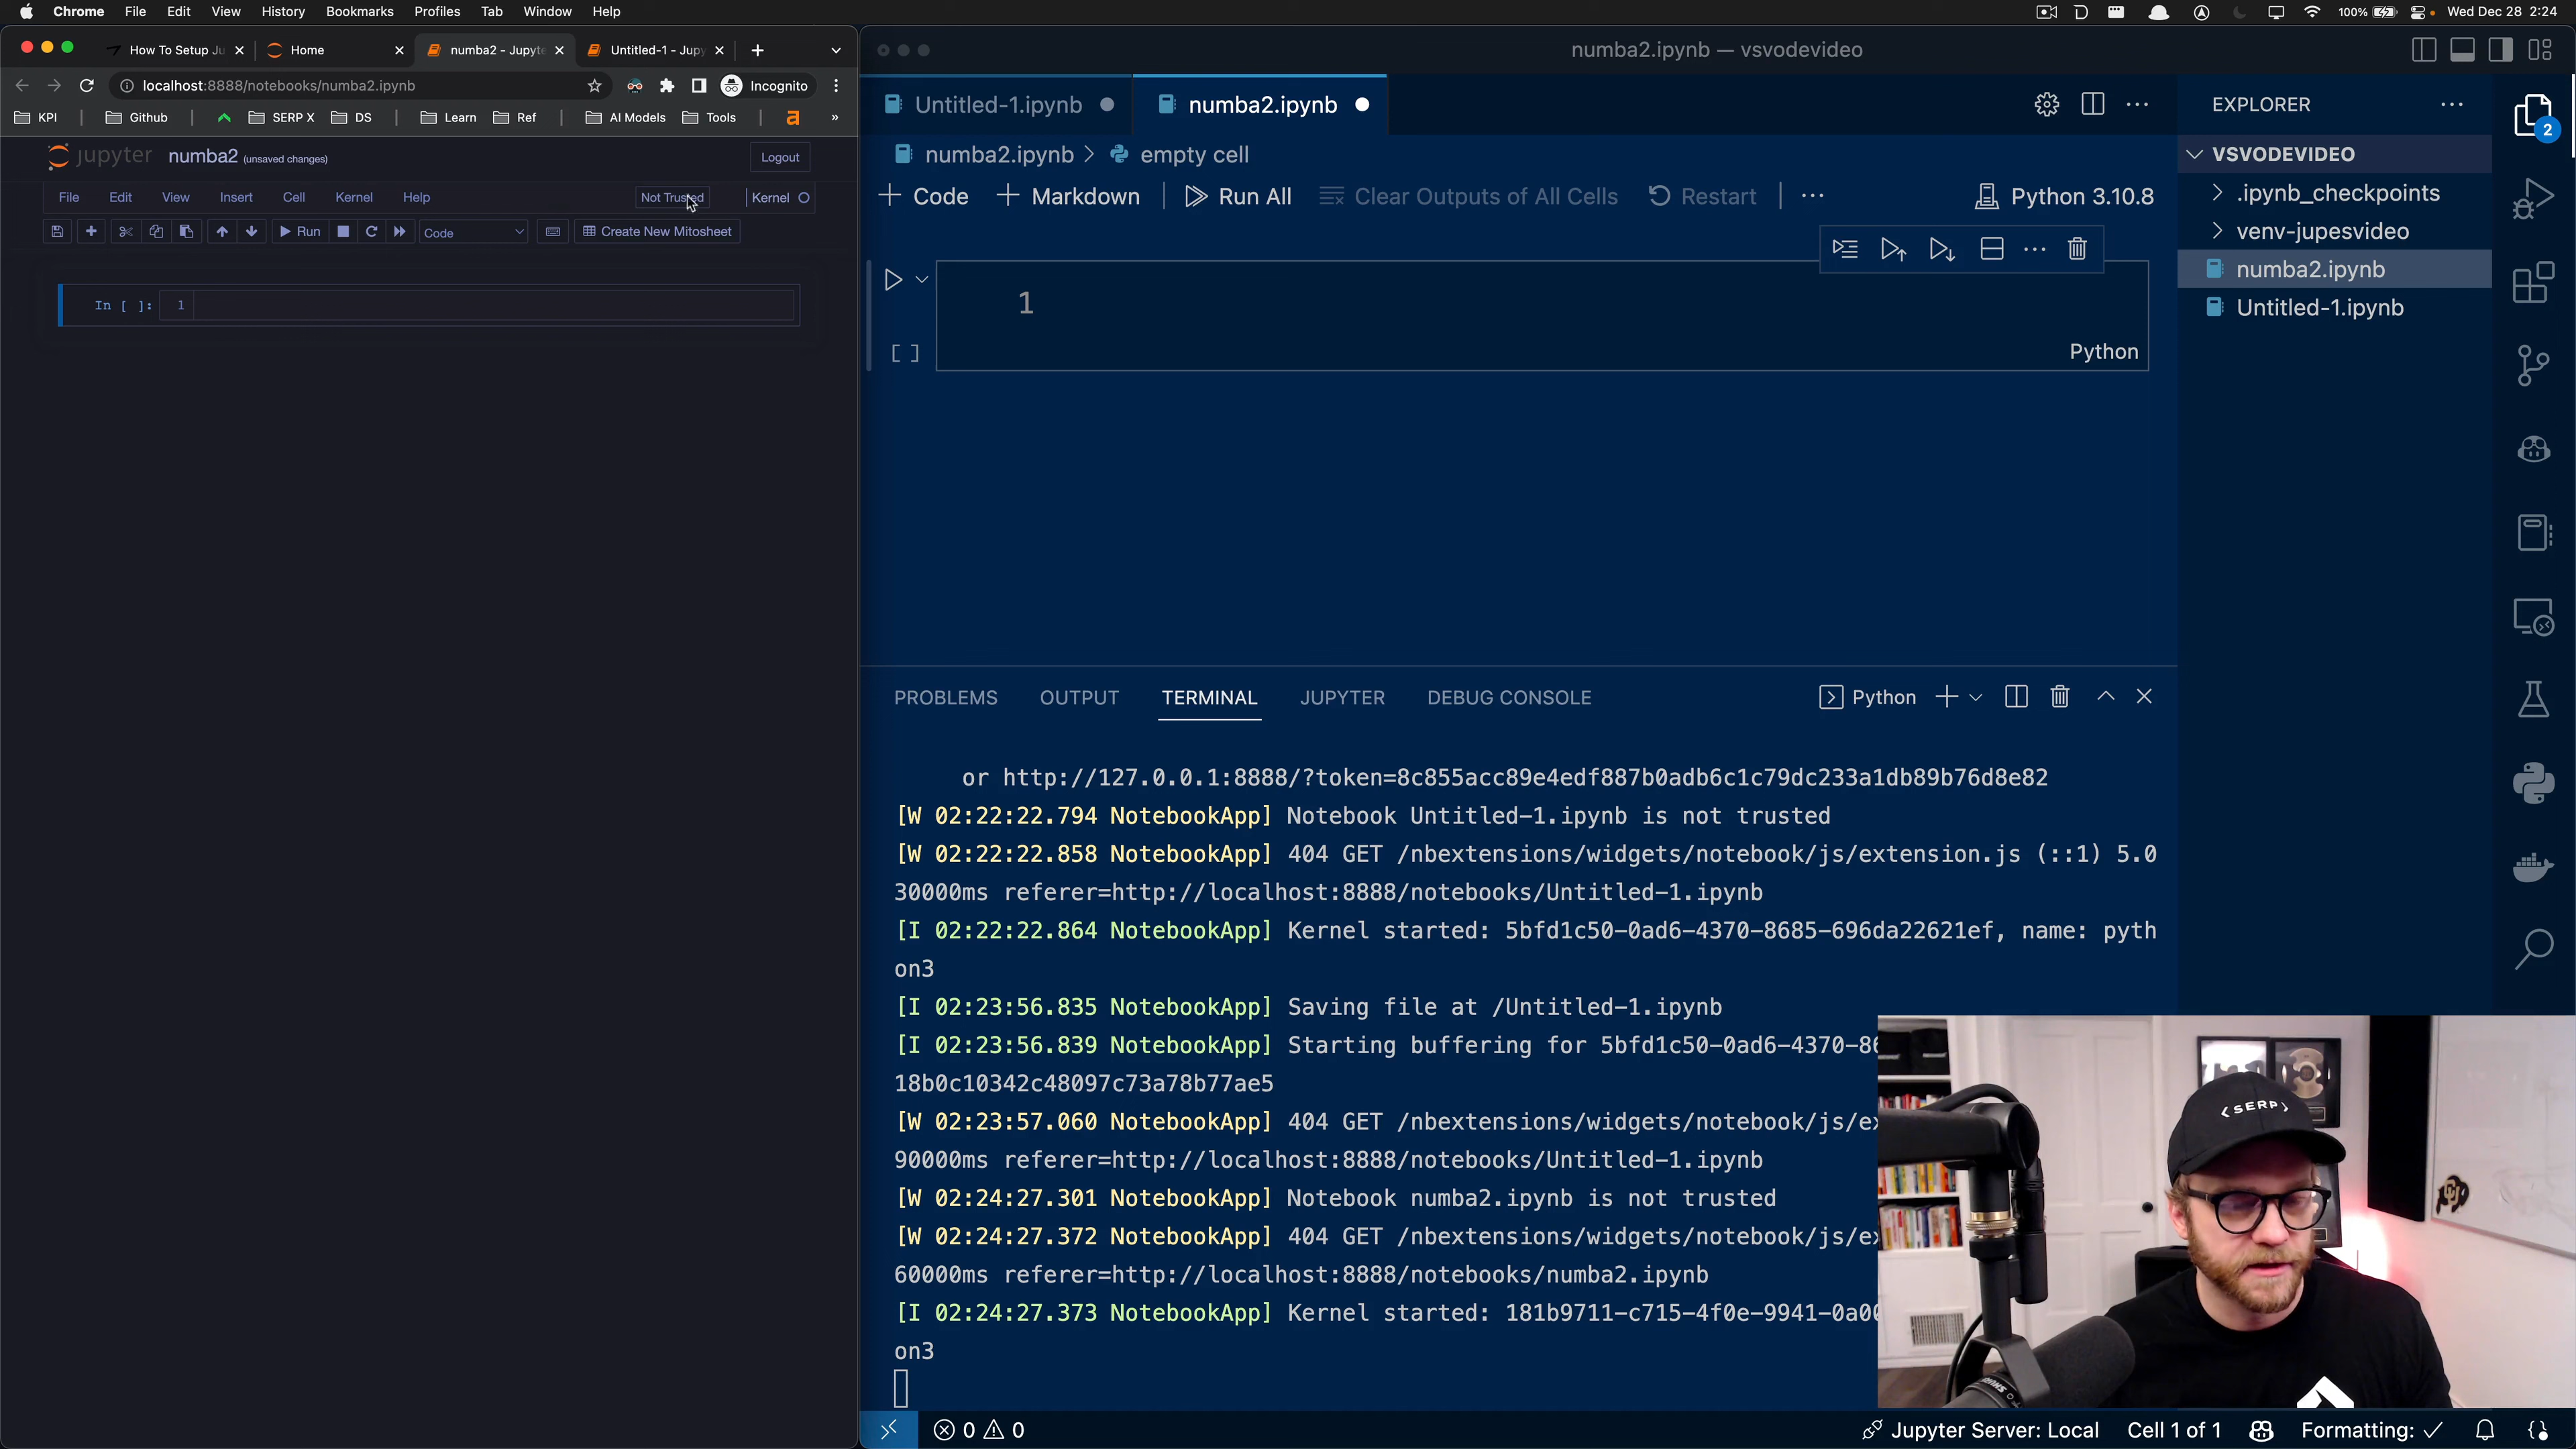 Chrome File Edit View History Bookmarks Profiles Tab Window Help
100% Wed Dec 28 2:24
How To Setup Ju
Home
numba2 - Jupyte
Untitled-1 - Jupy
localhost:8888/notebooks/numba2.ipynb
Incognito
KPI Github SERP X DS Learn Ref AI Models Tools a »
jupyter numba2 (unsaved changes)
Logout
File Edit View Insert Cell Kernel Help
Not Trusted
Kernel
Run
Code
Create New Mitosheet
In [ ]: 1
numba2.ipynb — vsvodevideo
Untitled-1.ipynb
numba2.ipynb
numba2.ipynb > empty cell
+ Code + Markdown Run All Clear Outputs of All Cells Restart ... Python 3.10.8
1
[ ]
Python
EXPLORER
2
VSVODEVIDEO
.ipynb_checkpoints
venv-jupesvideo
numba2.ipynb
Untitled-1.ipynb
PROBLEMS OUTPUT TERMINAL JUPYTER DEBUG CONSOLE
Python
or http://127.0.0.1:8888/?token=8c855acc89e4edf887b0adb6c1c79dc233a1db89b76d8e82
[W 02:22:22.794 NotebookApp] Notebook Untitled-1.ipynb is not trusted
[W 02:22:22.858 NotebookApp] 404 GET /nbextensions/widgets/notebook/js/extension.js (::1) 5.0
30000ms referer=http://localhost:8888/notebooks/Untitled-1.ipynb
[I 02:22:22.864 NotebookApp] Kernel started: 5bfd1c50-0ad6-4370-8685-696da22621ef, name: pyth
on3
[I 02:23:56.835 NotebookApp] Saving file at /Untitled-1.ipynb
[I 02:23:56.839 NotebookApp] Starting buffering for 5bfd1c50-0ad6-4370-86
18b0c10342c48097c73a78b77ae5
[W 02:23:57.060 NotebookApp] 404 GET /nbextensions/widgets/notebook/js/ex
90000ms referer=http://localhost:8888/notebooks/Untitled-1.ipynb
[W 02:24:27.301 NotebookApp] Notebook numba2.ipynb is not trusted
[W 02:24:27.372 NotebookApp] 404 GET /nbextensions/widgets/notebook/js/ex
60000ms referer=http://localhost:8888/notebooks/numba2.ipynb
[I 02:24:27.373 NotebookApp] Kernel started: 181b9711-c715-4f0e-9941-0a00
on3
<SERP>
SHURE
CU
0 0
Jupyter Server: Local Cell 1 of 1 Formatting: ✓